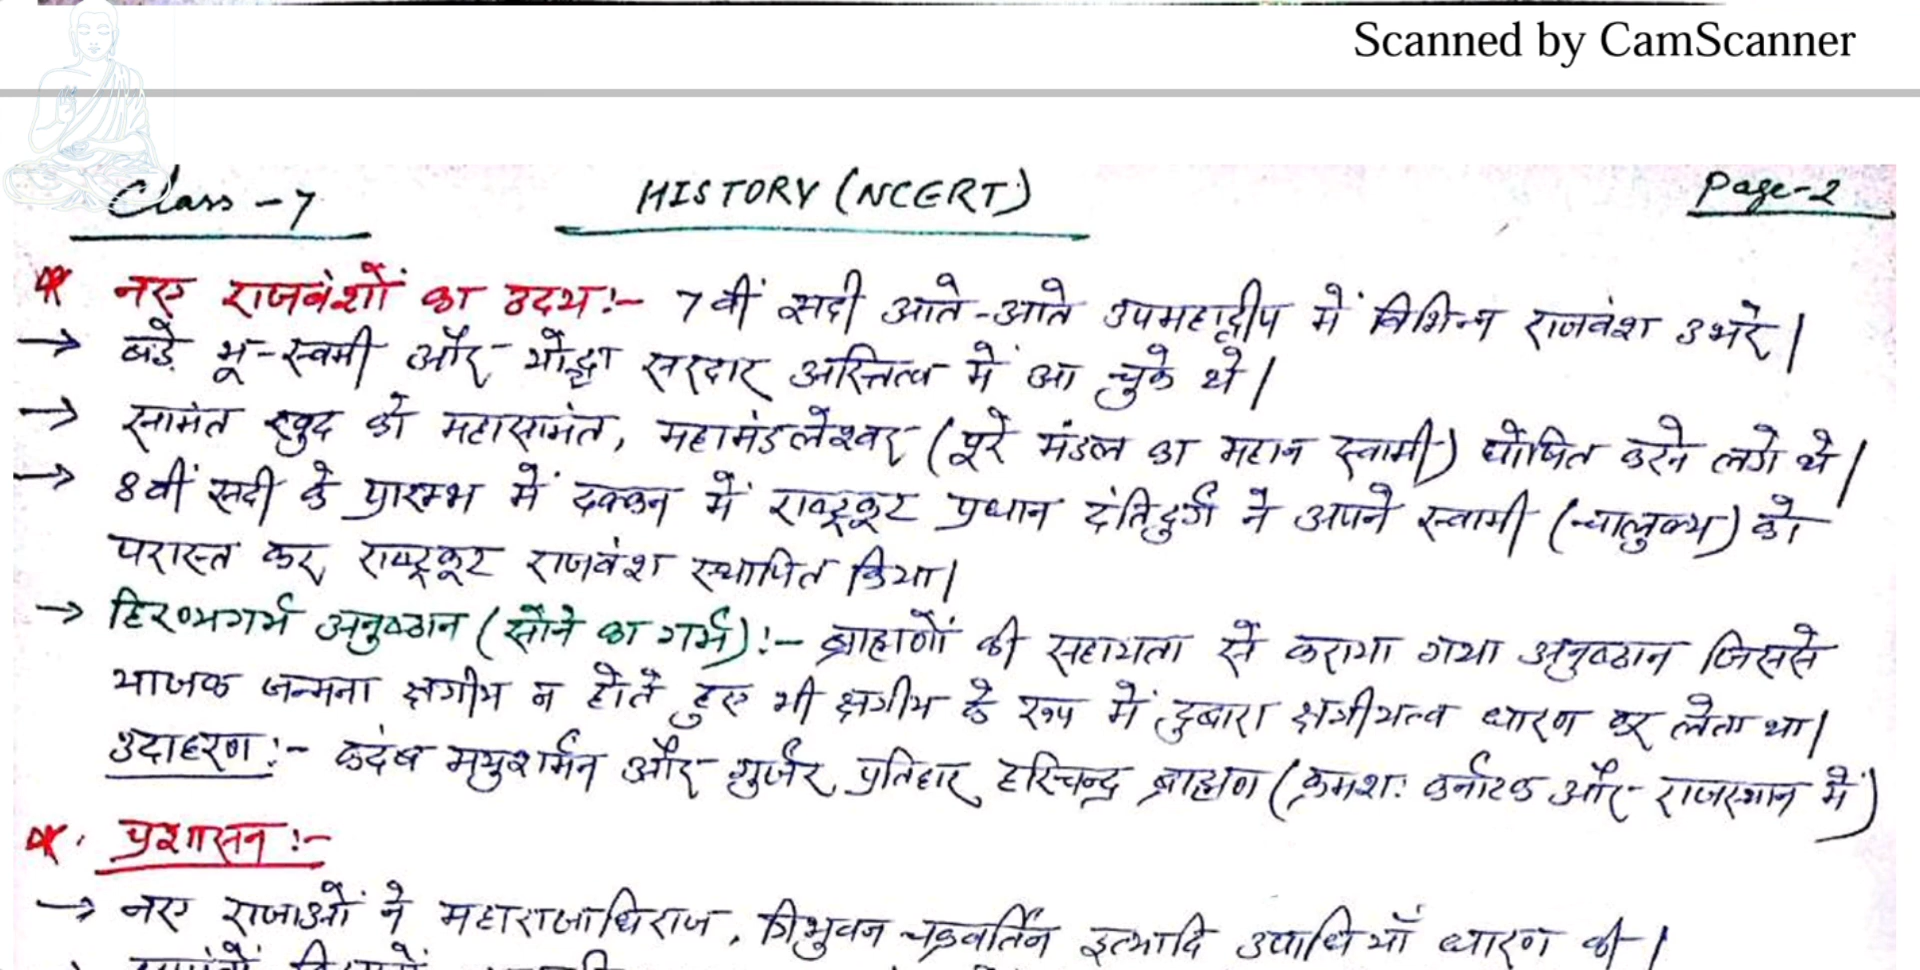 Scanned by CamScanner
Class-7 HISTORY (NCERT) Page-2
* नए राजवंशों का उदय:- 7वीं सदी आते-आते उपमहाद्वीप में विभिन्न राजवंश उभरे।
→ बड़े भू-स्वमी और योद्धा सरदार अस्तित्व में आ चुके थे।
→ सामंत खुद को महासामंत, महामंडलेश्वर (पूरे मंडल का महान स्वामी) घोषित करने लगे थे।
→ 8वीं सदी के प्रारम्भ में दक्कन में राष्ट्रकूट प्रधान दंतिदुर्ग ने अपने स्वामी (चालुक्य) को
परास्त कर राष्ट्रकूट राजवंश स्थापित किया।
→ हिरण्यगर्भ अनुष्ठान (सोने का गर्भ):- ब्राह्मणों की सहायता से कराया गया अनुष्ठान जिससे
याजक जन्मना क्षत्रीय न होते हुए भी क्षत्रीय के रूप में दुबारा क्षत्रीयत्व धारण कर लेता था।
उदाहरण:- कदंब मयुशर्मन और गुर्जर प्रतिहार हरिचन्द्र ब्राह्मण (क्रमशः कर्नाटक और राजस्थान में)
* प्रशासन:-
→ नए राजाओं ने महाराजाधिराज, त्रिभुवन चक्रवर्तिन इत्यादि उपाधियाँ धारण की।